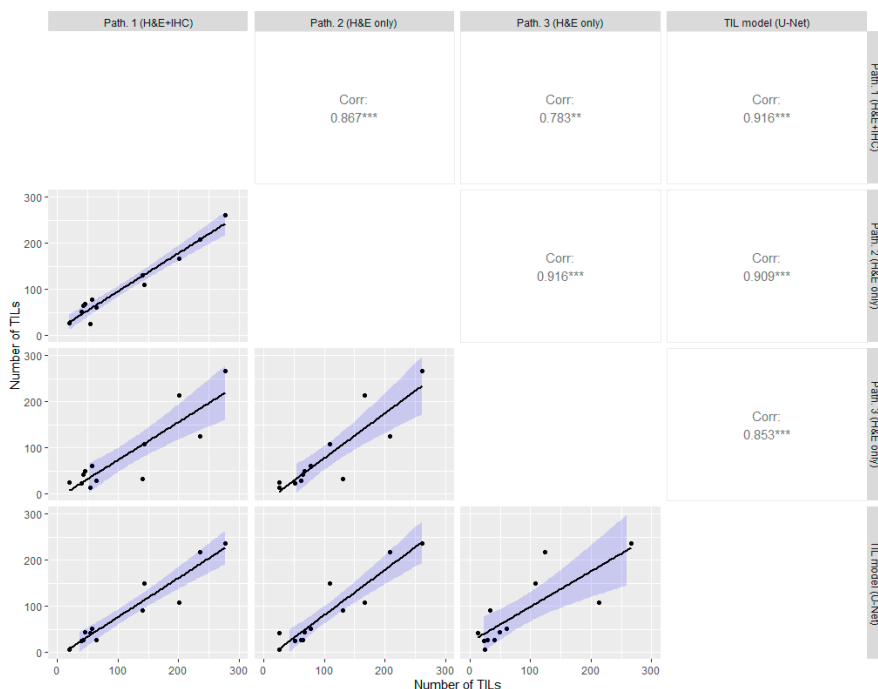 Path. 1 (H&E+IHC)
Path. 2 (H&E only)
Path. 3 (H&E only)
TIL model (U-Net)
Corr:
0.867***
Corr:
0.783**
Corr:
0.916***
Path. 1 (H&E+IHC)
300
200
100
0
Corr:
0.916***
Corr:
0.909***
Path. 2 (H&E only)
Number of TILs
300
200
100
0
Corr:
0.853***
Path. 3 (H&E only)
300
200
100
0
TIL model (U-Net)
0 100 200 300
0 100 200 300
0 100 200 300
Number of TILs